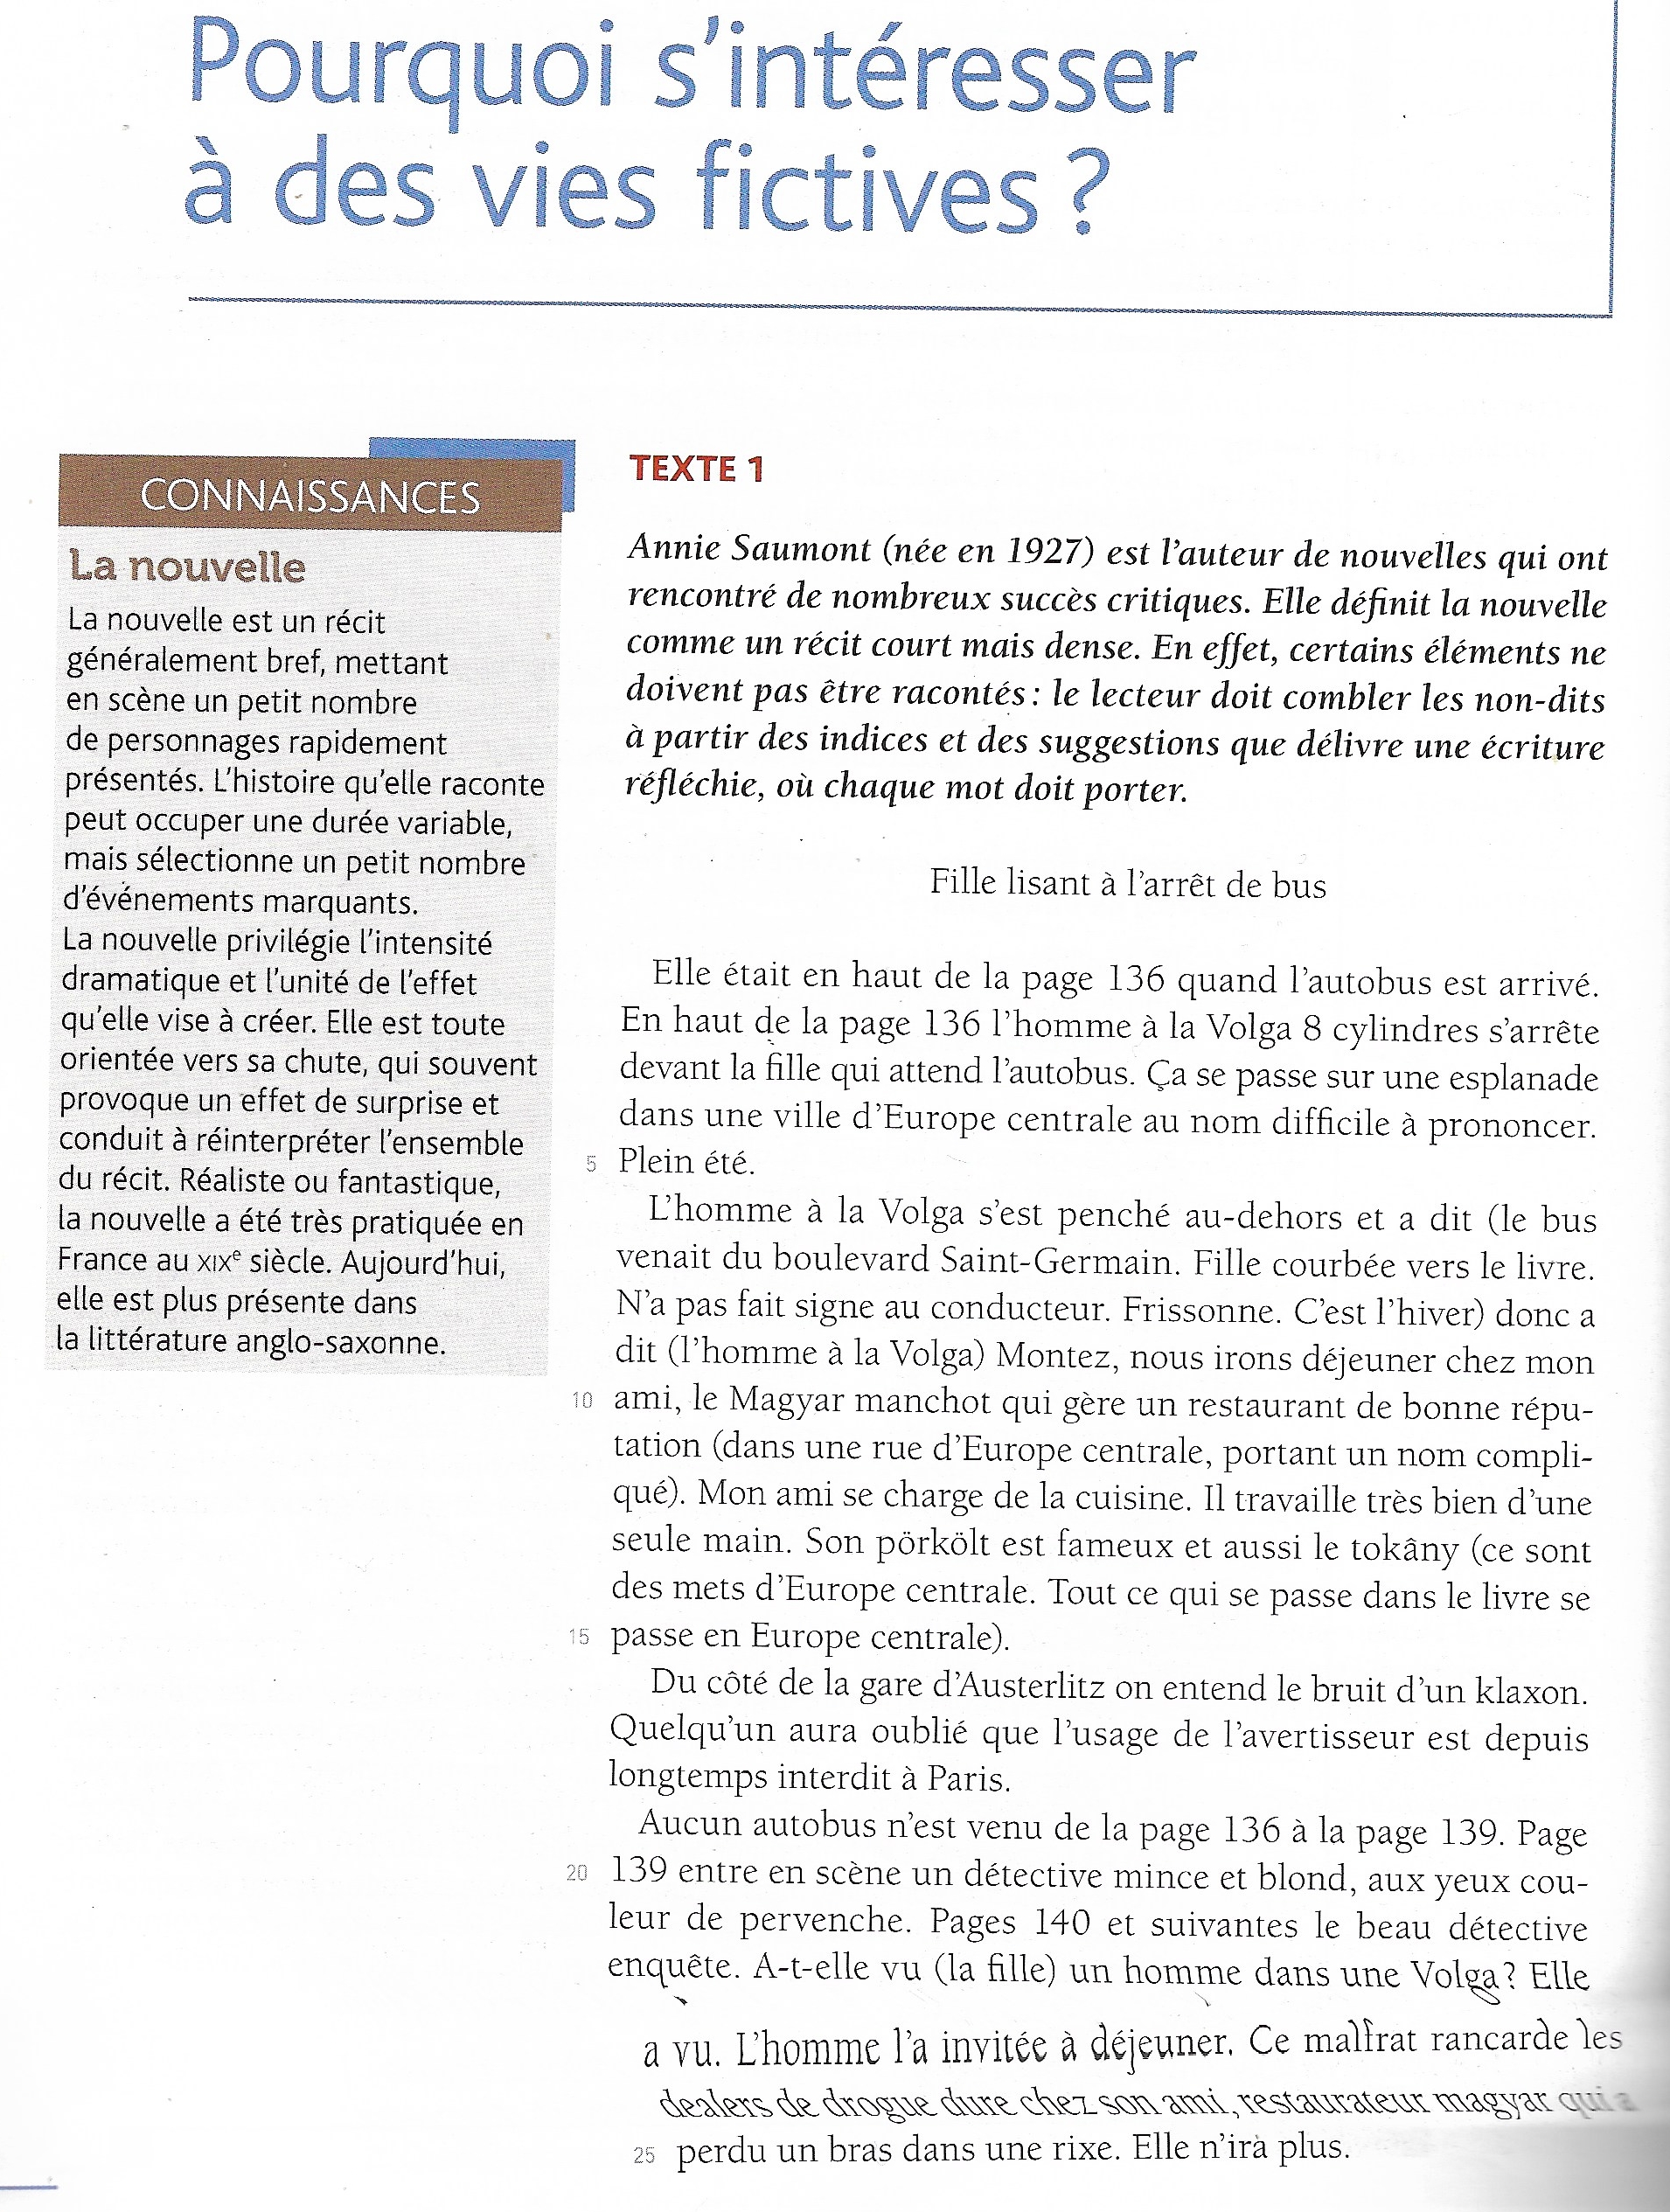 Pourquoi s'intéresser
à des vies fictives ?
CONNAISSANCES
La nouvelle
La nouvelle est un récit
généralement bref, mettant
en scène un petit nombre
de personnages rapidement
présentés. L'histoire qu'elle raconte
peut occuper une durée variable,
mais sélectionne un petit nombre
d'événements marquants.
La nouvelle privilégie l'intensité
dramatique et l'unité de l'effet
qu'elle vise à créer. Elle est toute
orientée vers sa chute, qui souvent
provoque un effet de surprise et
conduit à réinterpréter l'ensemble
du récit. Réaliste ou fantastique,
la nouvelle a été très pratiquée en
France au XIXe siècle. Aujourd'hui,
elle est plus présente dans
la littérature anglo-saxonne.
TEXTE 1
Annie Saumont (née en 1927) est l'auteur de nouvelles qui ont
rencontré de nombreux succès critiques. Elle définit la nouvelle
comme un récit court mais dense. En effet, certains éléments ne
doivent pas être racontés : le lecteur doit combler les non-dits
à partir des indices et des suggestions que délivre une écriture
réfléchie, où chaque mot doit porter.
Fille lisant à l'arrêt de bus
Elle était en haut de la page 136 quand l'autobus est arrivé.
En haut de la page 136 l'homme à la Volga 8 cylindres s'arrête
devant la fille qui attend l'autobus. Ça se passe sur une esplanade
dans une ville d'Europe centrale au nom difficile à prononcer.
5 Plein été.
L'homme à la Volga s'est penché au-dehors et a dit (le bus
venait du boulevard Saint-Germain. Fille courbée vers le livre.
N'a pas fait signe au conducteur. Frissonne. C'est l'hiver) donc a
dit (l'homme à la Volga) Montez, nous irons déjeuner chez mon
10 ami, le Magyar manchot qui gère un restaurant de bonne répu-
tation (dans une rue d'Europe centrale, portant un nom compli-
qué). Mon ami se charge de la cuisine. Il travaille très bien d'une
seule main. Son pörkölt est fameux et aussi le tokâny (ce sont
des mets d'Europe centrale. Tout ce qui se passe dans le livre se
15 passe en Europe centrale).
Du côté de la gare d'Austerlitz on entend le bruit d'un klaxon.
Quelqu'un aura oublié que l'usage de l'avertisseur est depuis
longtemps interdit à Paris.
Aucun autobus n'est venu de la page 136 à la page 139. Page
20 139 entre en scène un détective mince et blond, aux yeux cou-
leur de pervenche. Pages 140 et suivantes le beau détective
enquête. A-t-elle vu (la fille) un homme dans une Volga ? Elle
a vu. L'homme l'a invitée à déjeuner. Ce malfrat rancarde les
dealers de drogue dure chez son ami, restaurateur magyar qui a
25 perdu un bras dans une rixe. Elle n'ira plus.